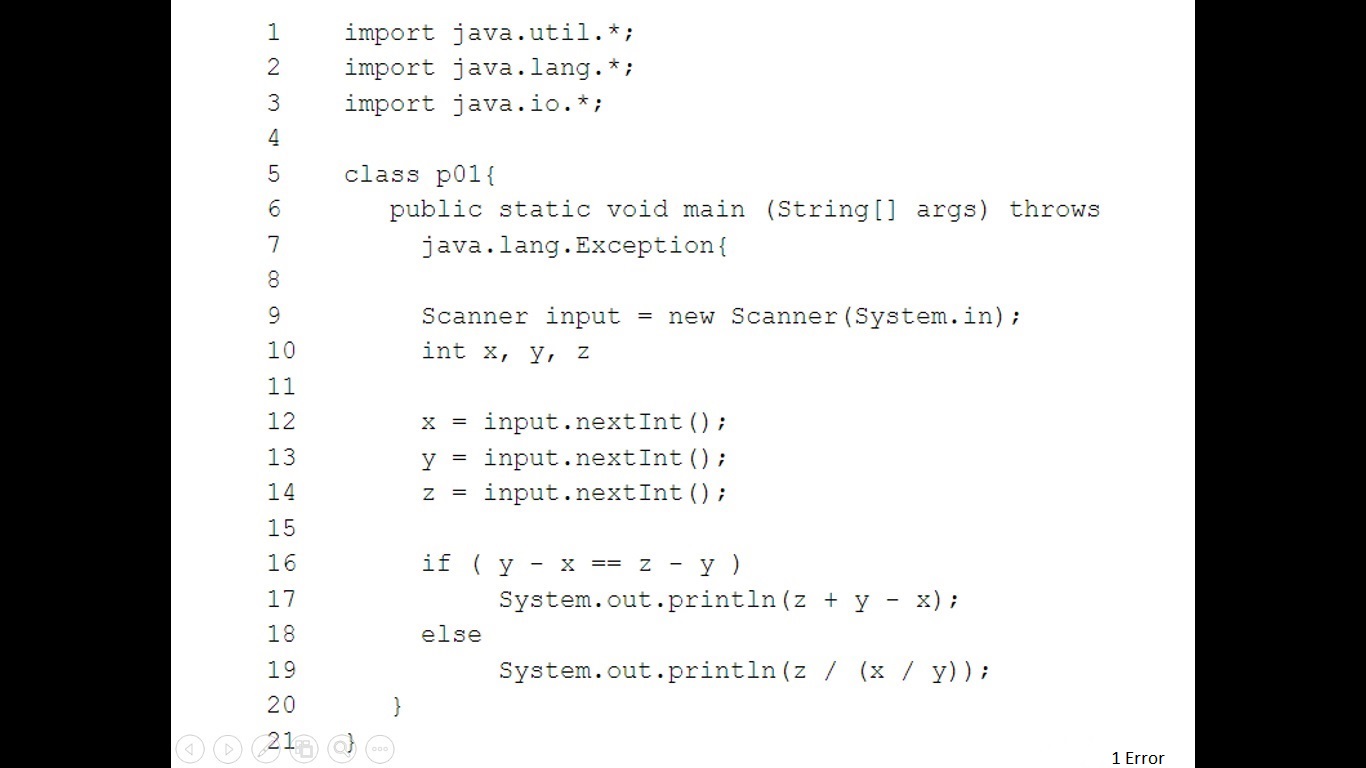 1 import java.util.*;
2 import java.lang.*;
3 import java.io.*;
4
5 class p01{
6 public static void main (String[] args) throws
7 java.lang.Exception{
8
9 Scanner input = new Scanner(System.in);
10 int x, y, z
11
12 x = input.nextInt();
13 y = input.nextInt();
14 z = input.nextInt();
15
16 if ( y - x == z - y )
17 System.out.println(z + y - x);
18 else
19 System.out.println(z / (x / y));
20 }
21 }
1 Error